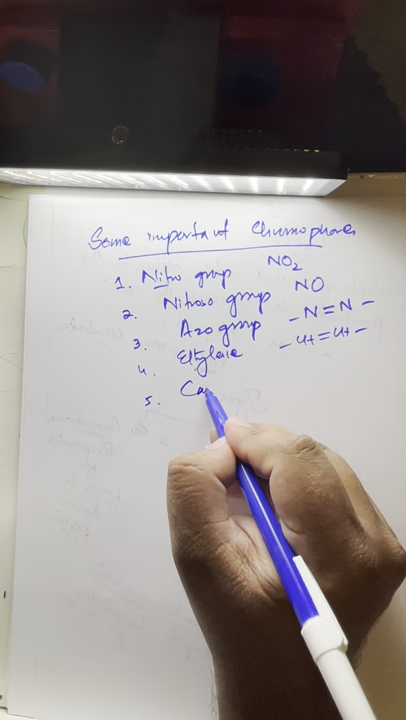 Some important Chromophores
1. Nitro group NO2
2. Nitroso group NO
3. Azo group -N=N-
4. Ethylene -CH=CH-
5. Ca